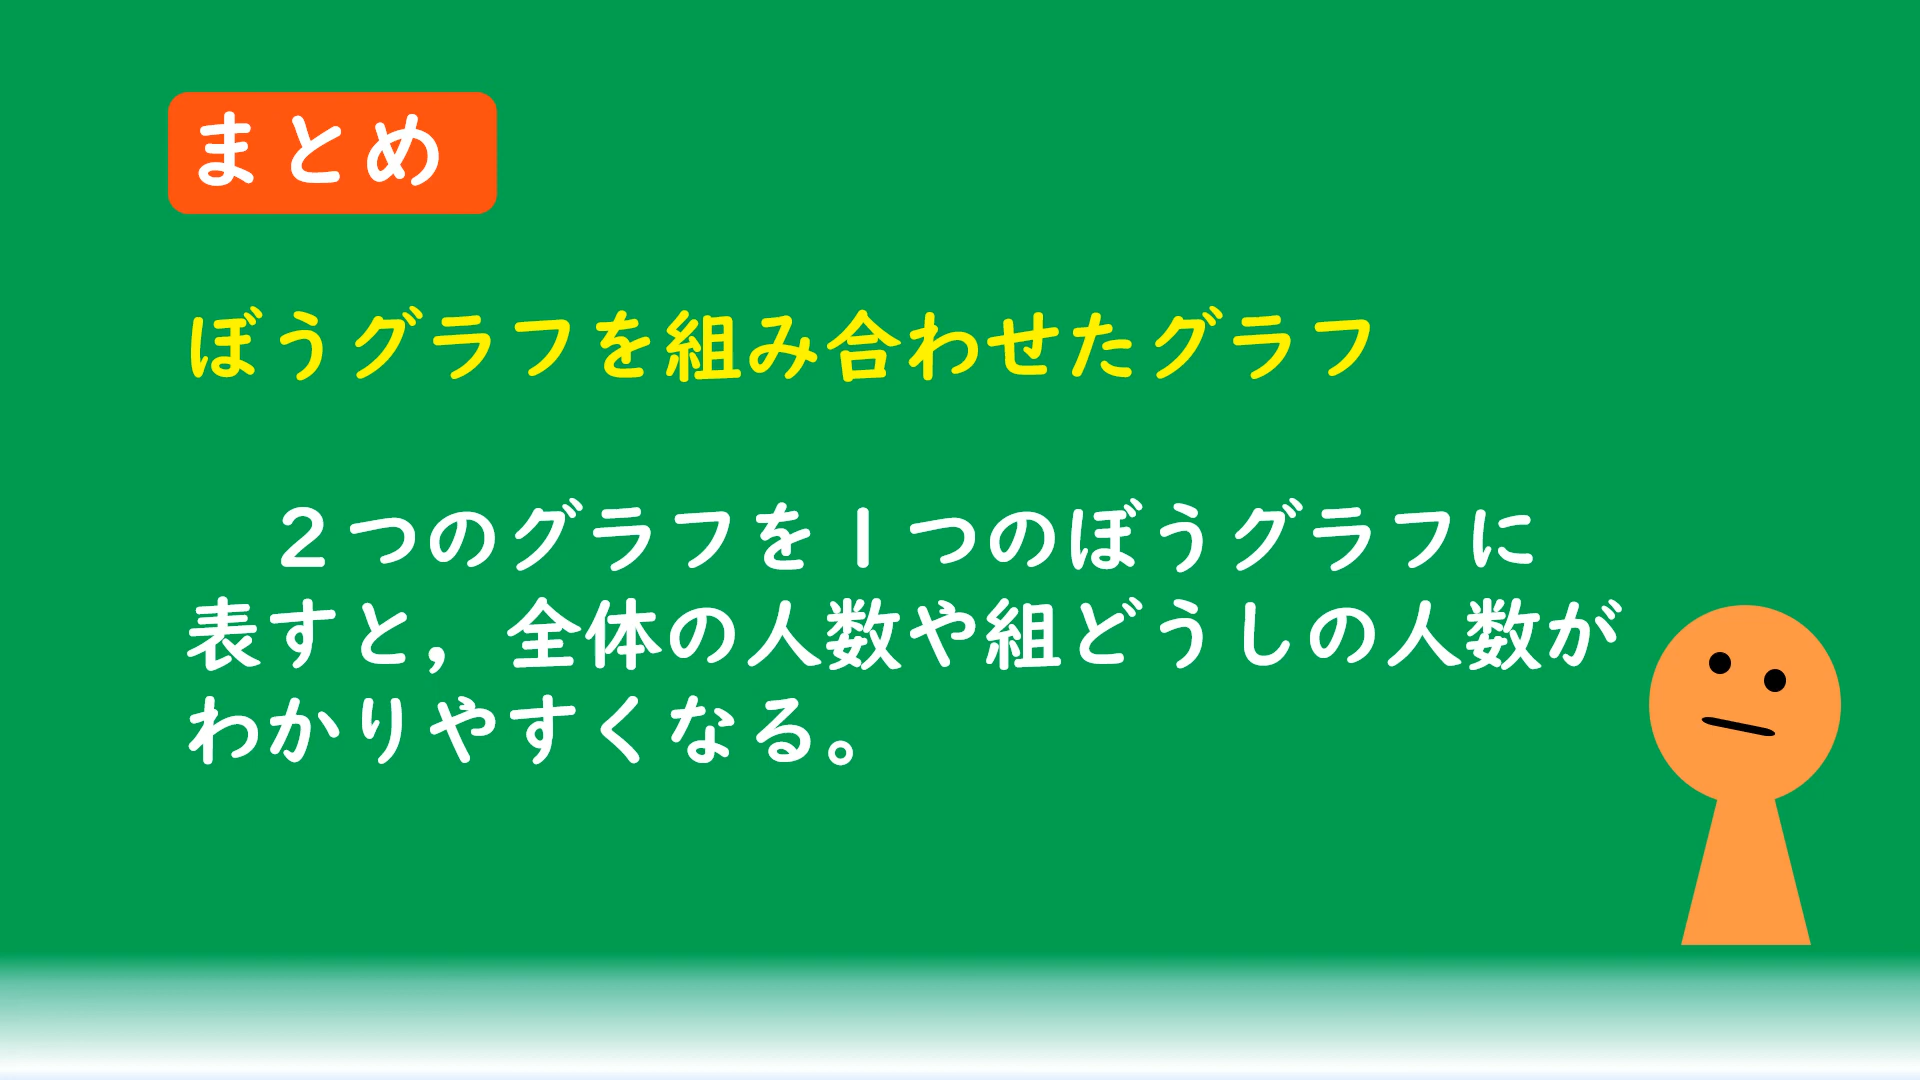 まとめ
ぼうグラフを組み合わせたグラフ
２つのグラフを１つのぼうグラフに
表すと，全体の人数や組どうしの人数が
わかりやすくなる。